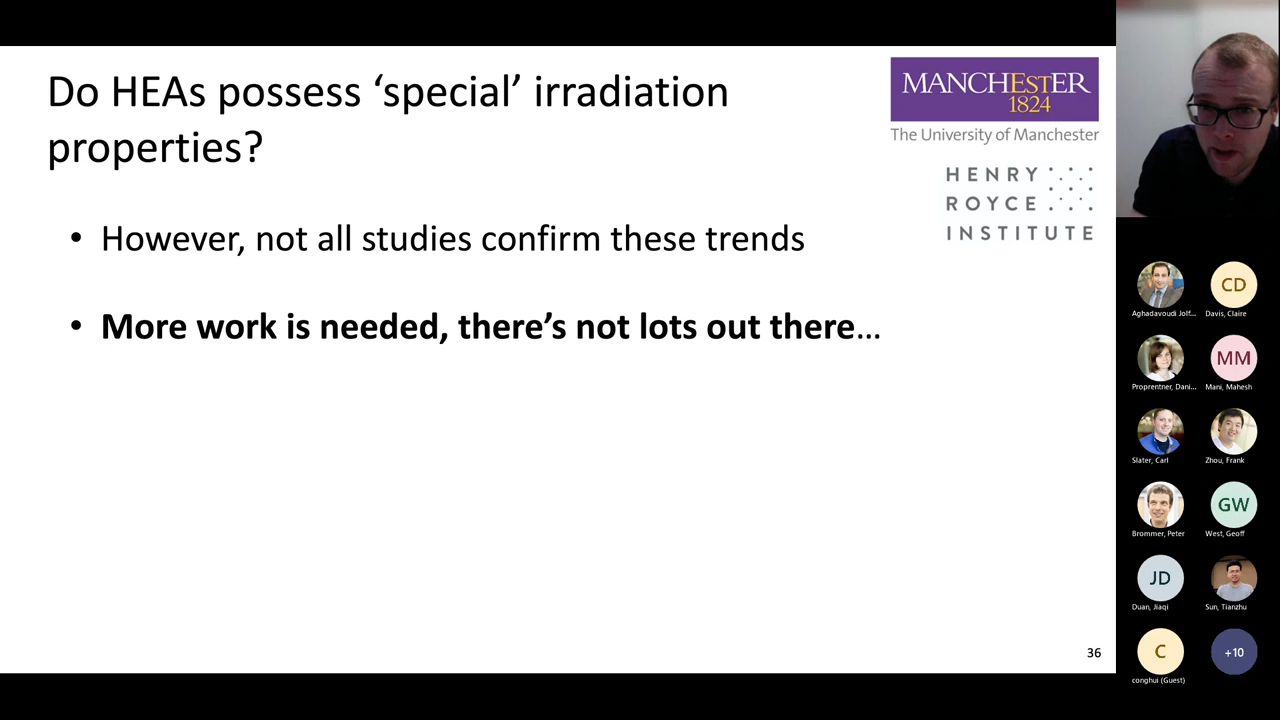 Do HEAs possess ‘special’ irradiation
properties?
• However, not all studies confirm these trends
• More work is needed, there’s not lots out there…
MANCHESTER
1824
The University of Manchester
HENRY
ROYCE
INSTITUTE
36
Aghadavoudi Jolf...
CD
Davis, Claire
Proprentner, Dani...
MM
Mani, Mahesh
Slater, Carl
Zhou, Frank
Brommer, Peter
GW
West, Geoff
JD
Duan, Jiaqi
Sun, Tianzhu
C
conghui (Guest)
+10